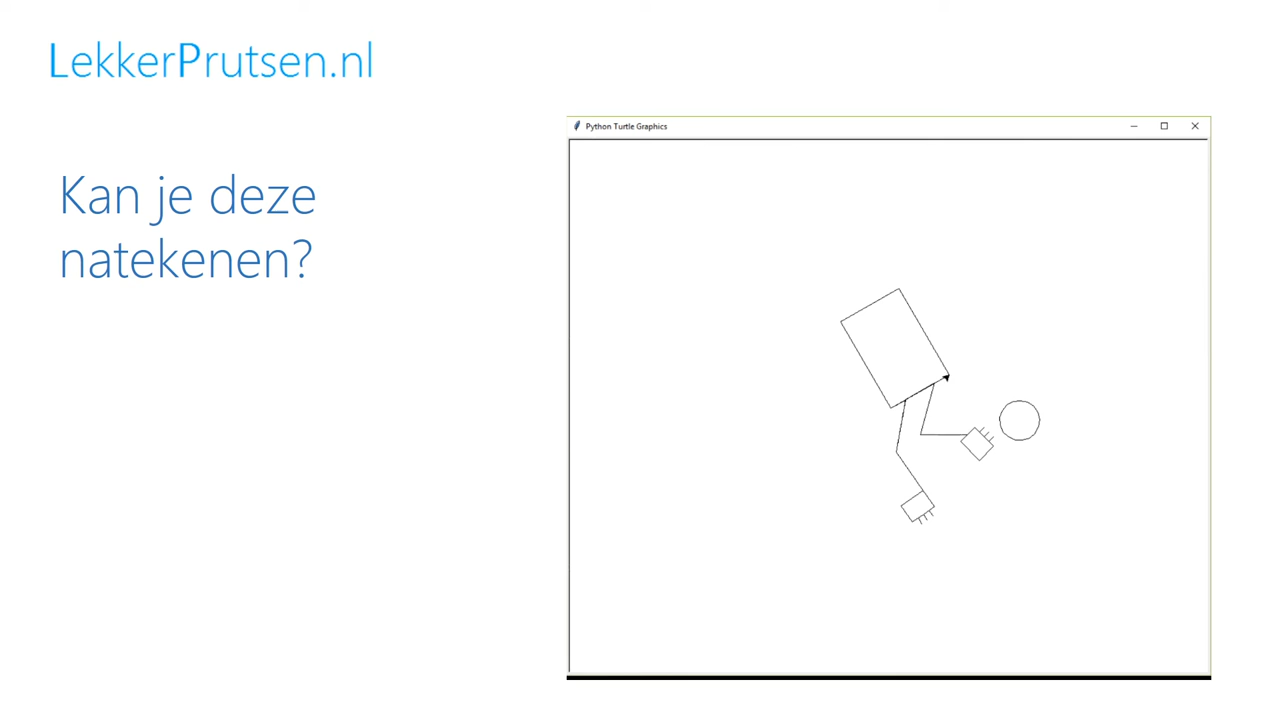 LekkerPrutsen.nl
Python Turtle Graphics
Kan je deze
natekenen?